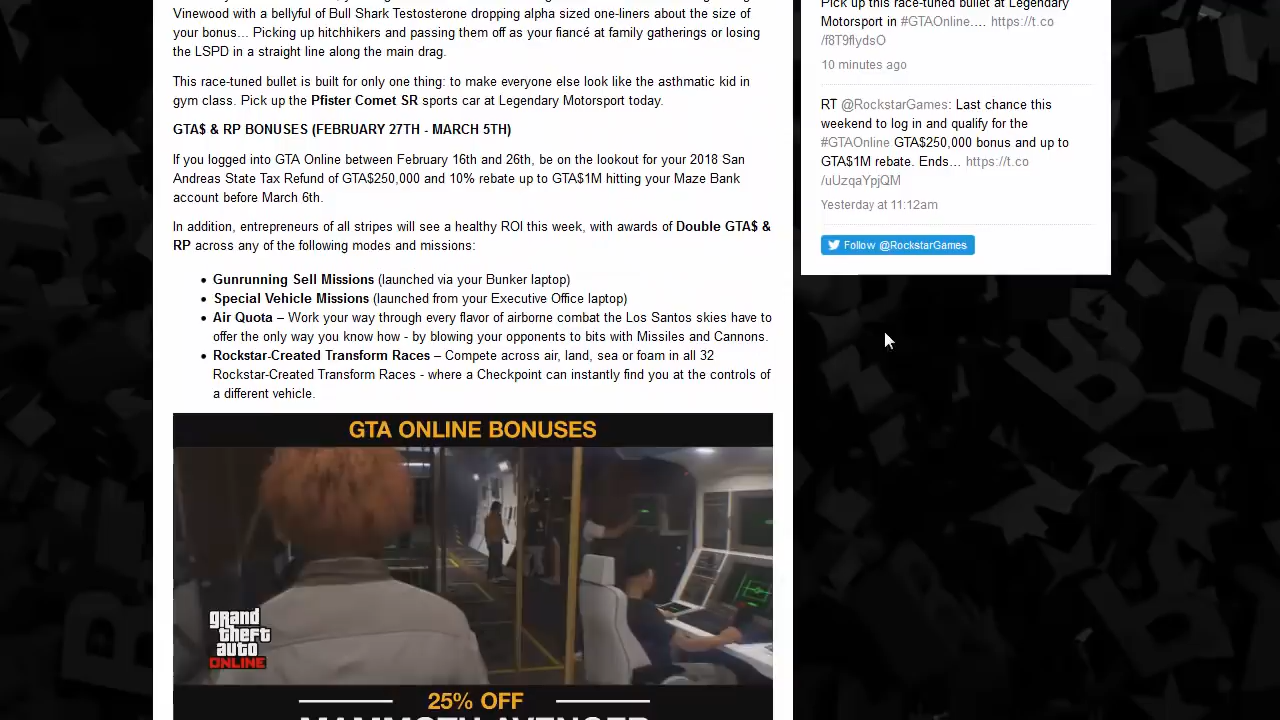 Vinewood with a bellyful of Bull Shark Testosterone dropping alpha sized one-liners about the size of
your bonus... Picking up hitchhikers and passing them off as your fiancé at family gatherings or losing
the LSPD in a straight line along the main drag.
This race-tuned bullet is built for only one thing: to make everyone else look like the asthmatic kid in
gym class. Pick up the Pfister Comet SR sports car at Legendary Motorsport today.
GTA$ & RP BONUSES (FEBRUARY 27TH - MARCH 5TH)
If you logged into GTA Online between February 16th and 26th, be on the lookout for your 2018 San
Andreas State Tax Refund of GTA$250,000 and 10% rebate up to GTA$1M hitting your Maze Bank
account before March 6th.
In addition, entrepreneurs of all stripes will see a healthy ROI this week, with awards of Double GTA$ &
RP across any of the following modes and missions:
• Gunrunning Sell Missions (launched via your Bunker laptop)
• Special Vehicle Missions (launched from your Executive Office laptop)
• Air Quota – Work your way through every flavor of airborne combat the Los Santos skies have to
offer the only way you know how - by blowing your opponents to bits with Missiles and Cannons.
• Rockstar-Created Transform Races – Compete across air, land, sea or foam in all 32
Rockstar-Created Transform Races - where a Checkpoint can instantly find you at the controls of
a different vehicle.
GTA ONLINE BONUSES
grand
theft
auto
ONLINE
25% OFF
MAMMOTH AVENGER
Pick up this race-tuned bullet at Legendary
Motorsport in #GTAOnline.... https://t.co
/f8T9flydsO
10 minutes ago
RT @RockstarGames: Last chance this
weekend to log in and qualify for the
#GTAOnline GTA$250,000 bonus and up to
GTA$1M rebate. Ends... https://t.co
/uUzqaYpjQM
Yesterday at 11:12am
Follow @RockstarGames